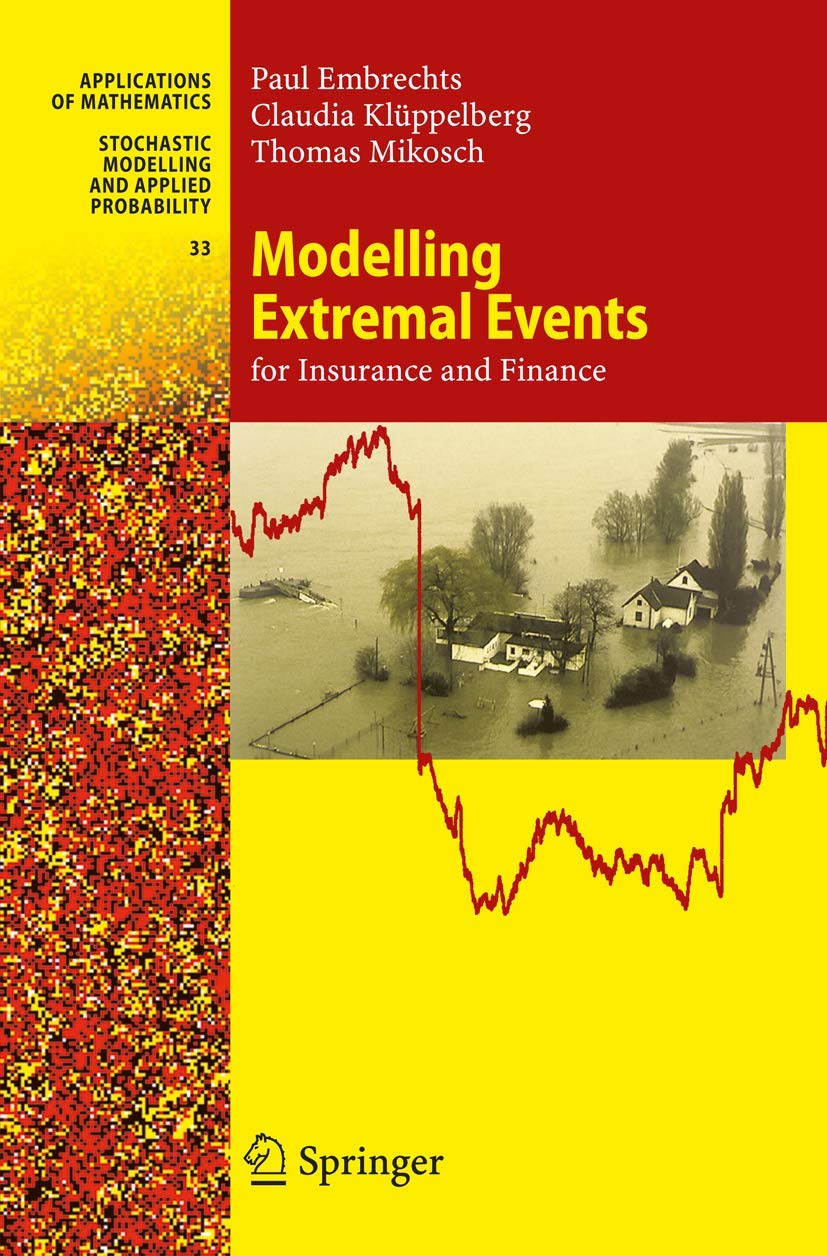 APPLICATIONS
OF MATHEMATICS
STOCHASTIC
MODELLING
AND APPLIED
PROBABILITY
33
Paul Embrechts
Claudia Klüppelberg
Thomas Mikosch
Modelling
Extremal Events
for Insurance and Finance
Springer